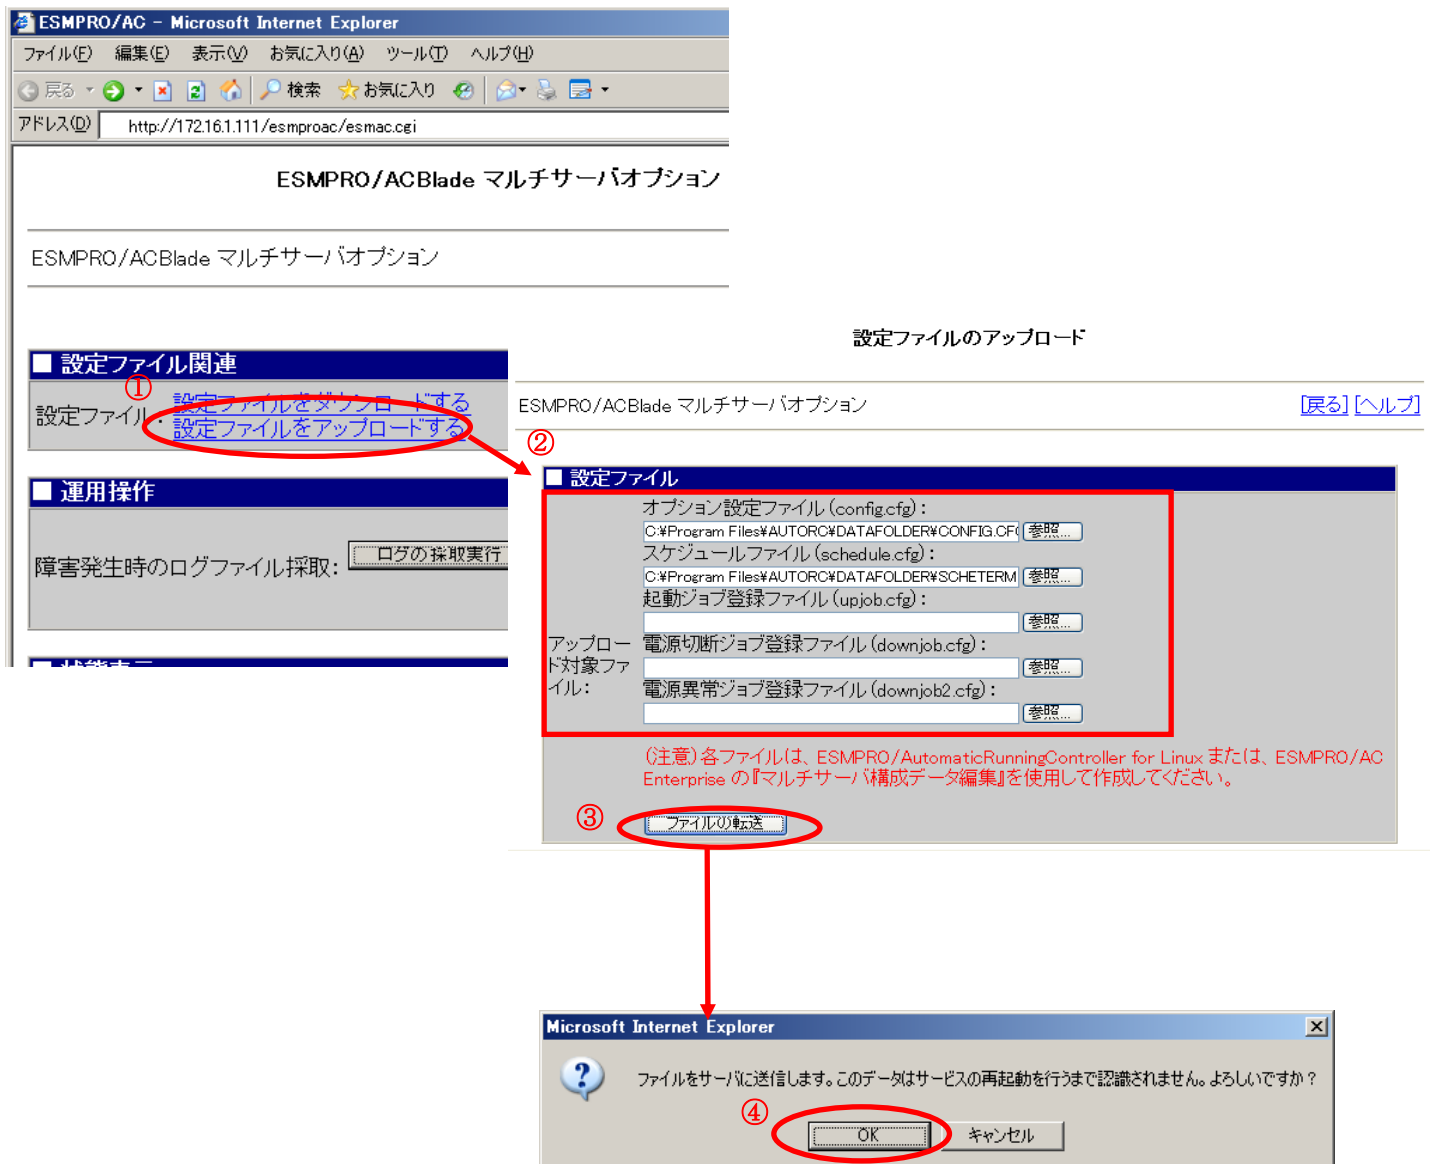 ESMPRO/AC - Microsoft Internet Explorer
ファイル(F) 編集(E) 表示(V) お気に入り(A) ツール(T) ヘルプ(H)
戻る 検索 お気に入り
アドレス(D) http://172.16.1.111/esmproac/esmac.cgi
ESMPRO/ACBlade マルチサーバオプション
ESMPRO/ACBlade マルチサーバオプション
■ 設定ファイル関連
①
設定ファイル: 設定ファイルをダウンロードする
設定ファイルをアップロードする
■ 運用操作
障害発生時のログファイル採取: ログの採取実行
■ 状態表示
設定ファイルのアップロード
ESMPRO/ACBlade マルチサーバオプション [戻る] [ヘルプ]
②
■ 設定ファイル
アップロード対象ファイル:
オプション設定ファイル (config.cfg) :
C:¥Program Files¥AUTORC¥DATAFOLDER¥CONFIG.CFG 参照...
スケジュールファイル (schedule.cfg) :
C:¥Program Files¥AUTORC¥DATAFOLDER¥SCHETERM 参照...
起動ジョブ登録ファイル (upjob.cfg) :
参照...
電源切断ジョブ登録ファイル (downjob.cfg) :
参照...
電源異常ジョブ登録ファイル (downjob2.cfg) :
参照...
(注意) 各ファイルは、ESMPRO/AutomaticRunningController for Linux または、ESMPRO/AC
Enterprise の『マルチサーバ構成データ編集』を使用して作成してください。
③
ファイルの転送
Microsoft Internet Explorer
ファイルをサーバに送信します。このデータはサービスの再起動を行うまで認識されません。よろしいですか？
④
OK キャンセル